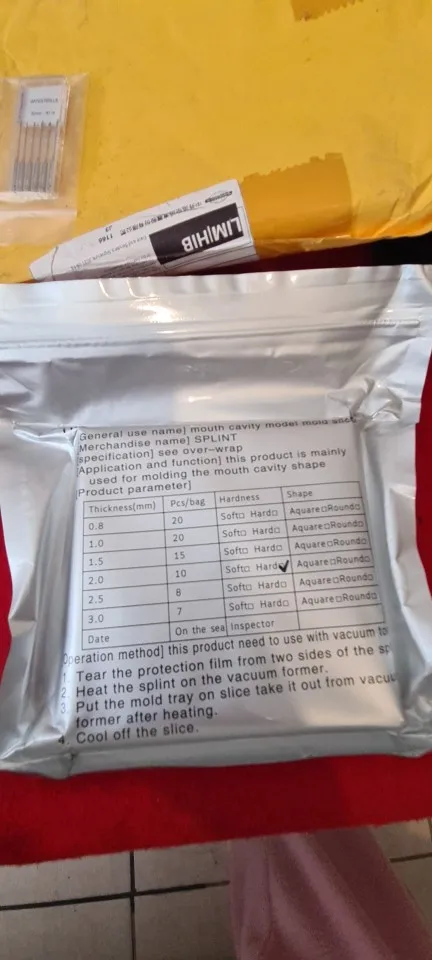 LIMIHIB
1188
General use name] mouth cavity model mold slice
Merchandise name] SPLINT
specification] see over-wrap
Application and function] this product is mainly
used for molding the mouth cavity shape
Product parameter]
Thickness(mm) Pcs/bag Hardness Shape
0.8 20 Soft□ Hard□ Aquare□Round□
1.0 20 Soft□ Hard□ Aquare□Round□
1.5 15 Soft□ Hard□ Aquare□Round□
2.0 10 Soft□ Hard✓ Aquare□Round□
2.5 8 Soft□ Hard□ Aquare□Round□
3.0 7 Soft□ Hard□ Aquare□Round□
Date On the sea Inspector
Operation method] this product need to use with vacuum
1. Tear the protection film from two sides of the
2. Heat the splint on the vacuum former.
3. Put the mold tray on slice take it out from vacuu
former after heating.
4. Cool off the slice.